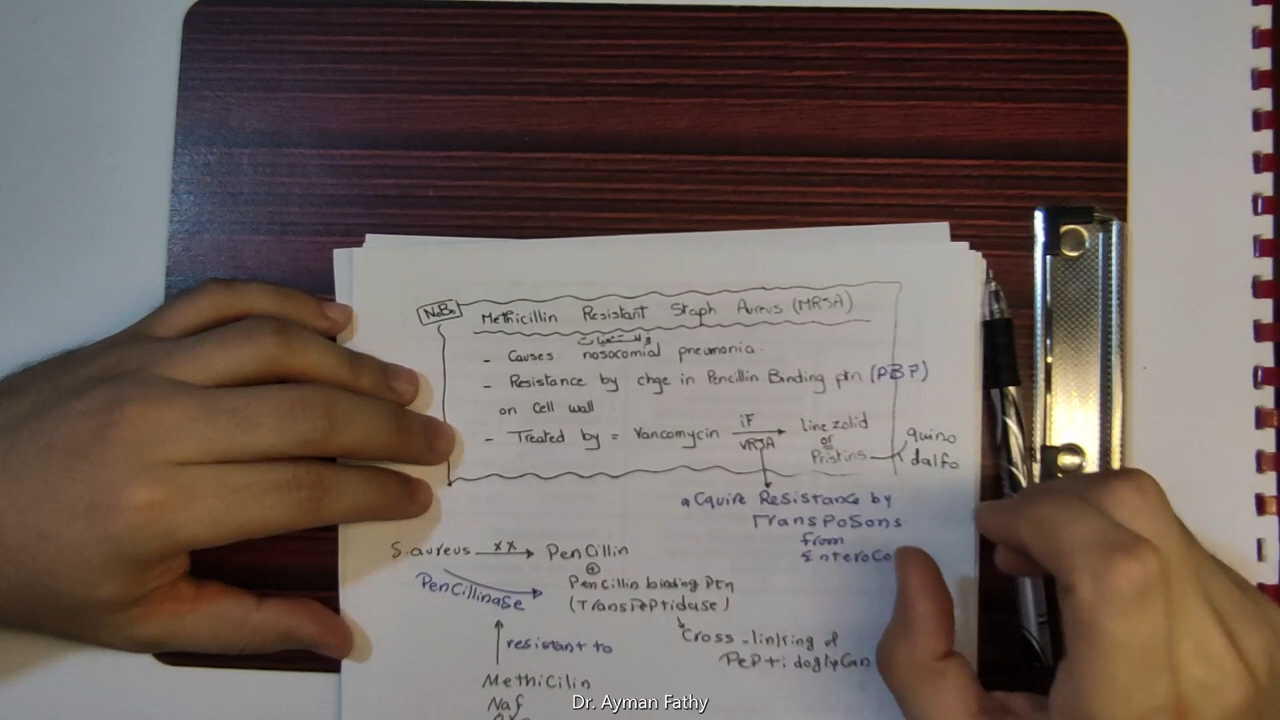 N.B.
Methicillin Resistant Staph Aureus (MRSA)
- Causes nosocomial pneumonia.
- Resistance by chge in Pencillin Binding ptn (PBP)
on Cell wall
- Treated by = Vancomycin iF VRSA linezolid
or
Pristins
quino
dalfo
aCquire Resistance by
TransPoSons
from
EnteroCo
S.aureus xx PenCillin
+
PenCillinaSe
PenCillin binding Ptn
(TransPePtidase)
Cross-linking of
PePtidoglyCan
resistant to
MethiCilin
Naf
Dr. Ayman Fathy